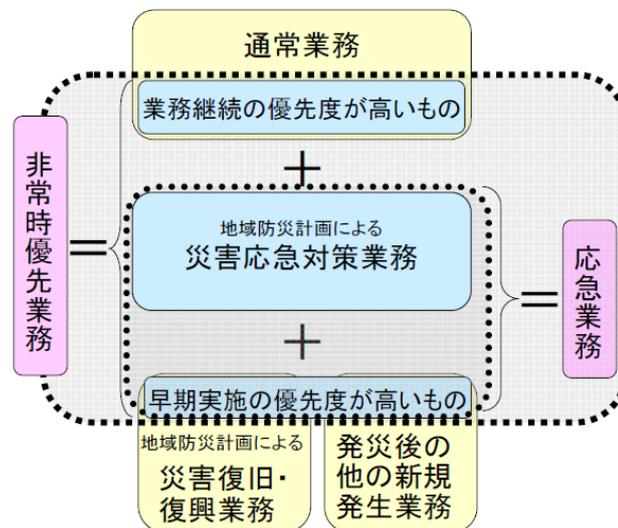 通常業務
業務継続の優先度が高いもの
＋
非常時優先業務
＝
地域防災計画による
災害応急対策業務
＝
応急業務
＋
早期実施の優先度が高いもの
地域防災計画による
災害復旧・
復興業務
発災後の
他の新規
発生業務